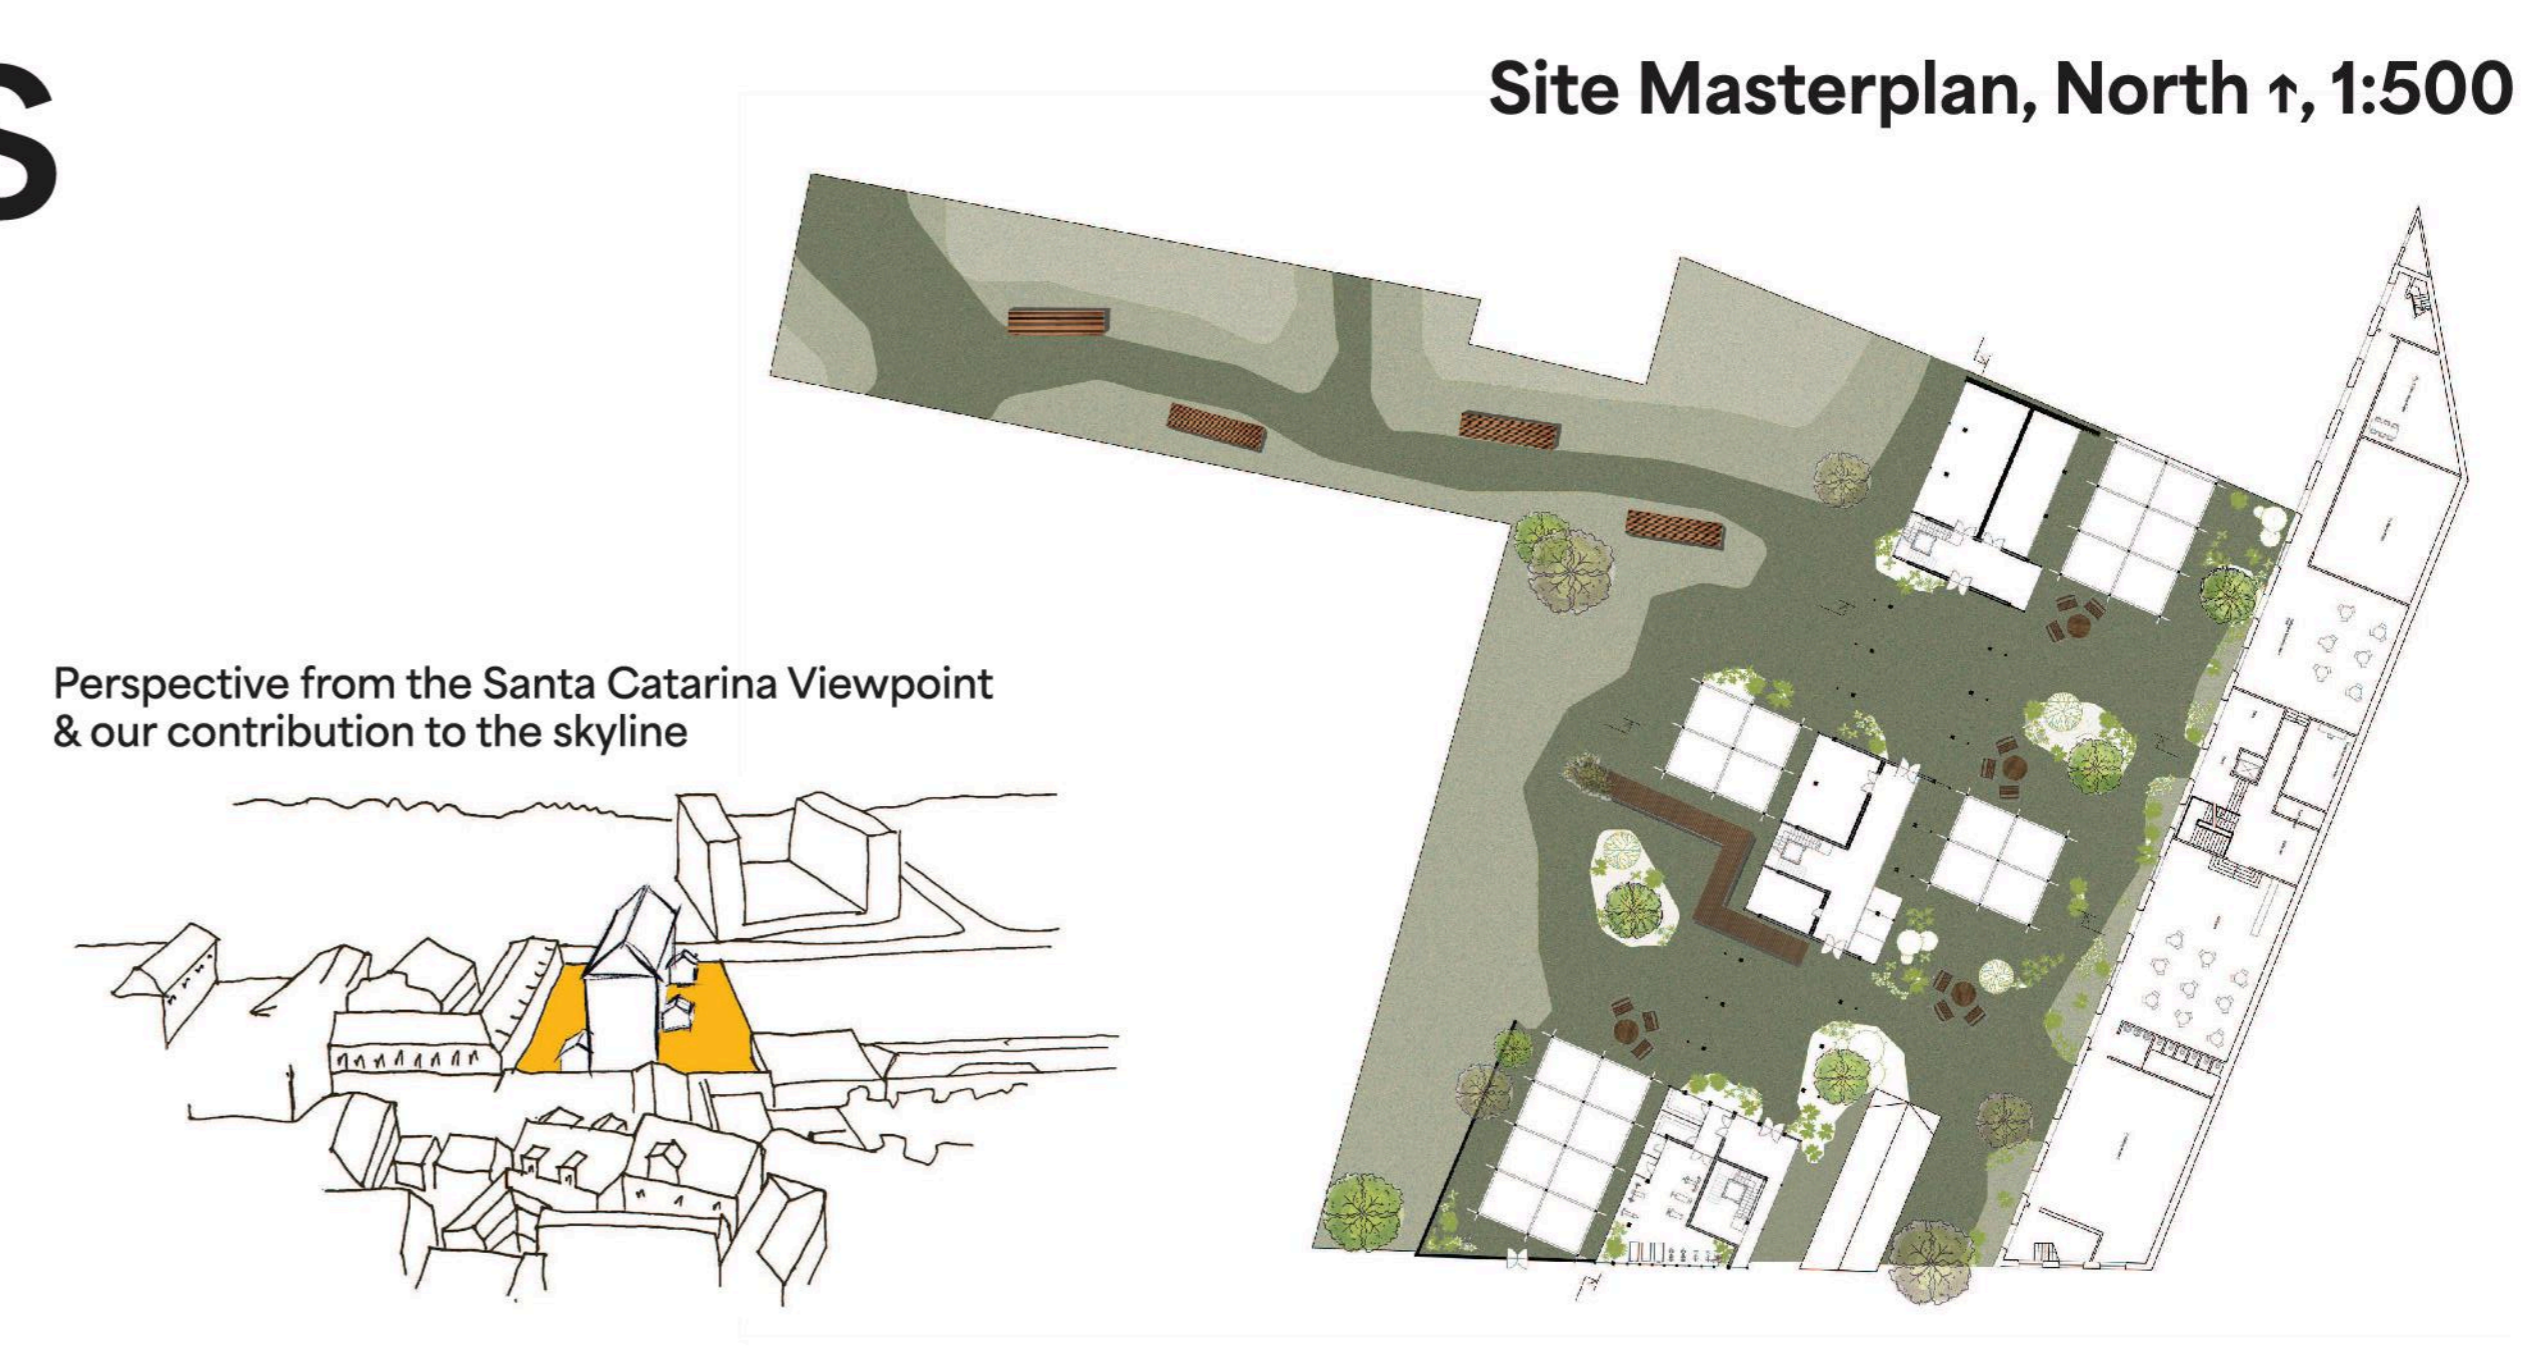 S
Site Masterplan, North ↑, 1:500
Perspective from the Santa Catarina Viewpoint
& our contribution to the skyline